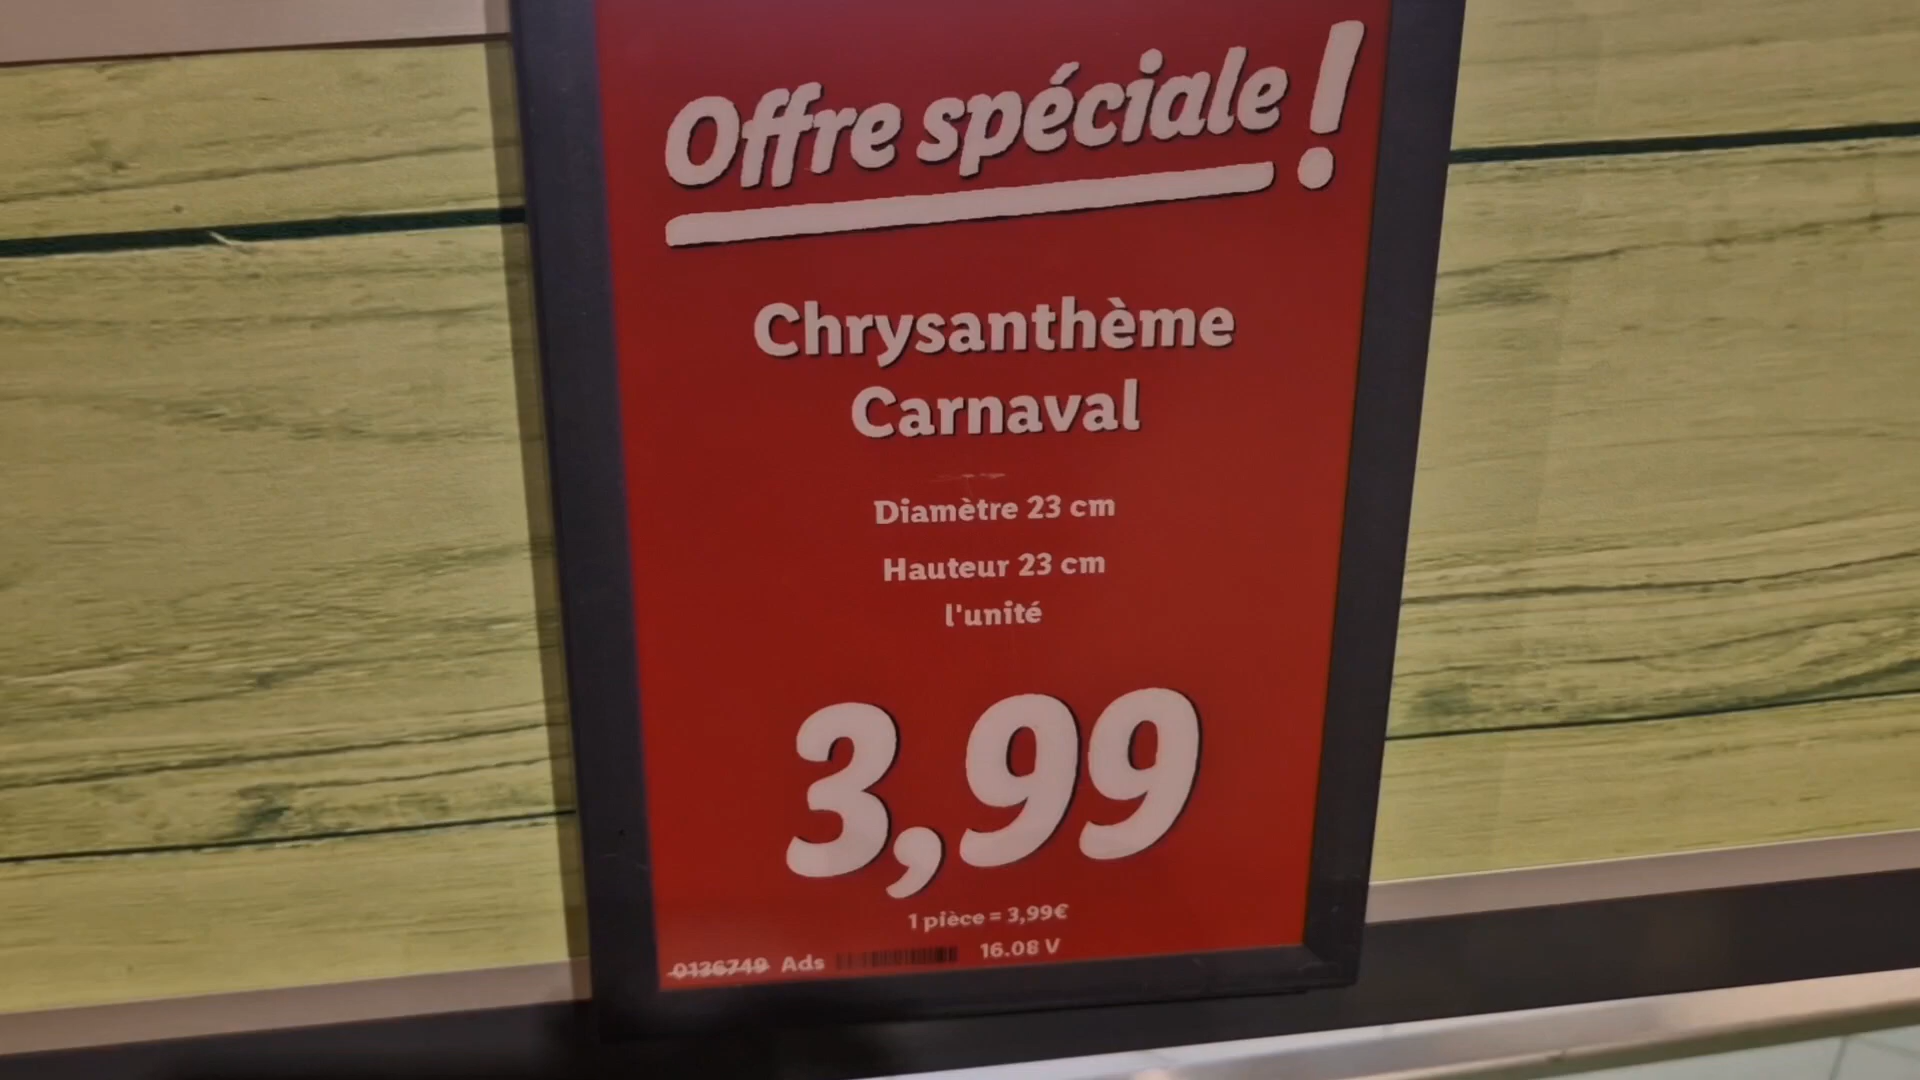 Offre spéciale !
Chrysanthème
Carnaval
Diamètre 23 cm
Hauteur 23 cm
l'unité
3,99
1 pièce = 3,99€
0136749 Ads 16.08 V